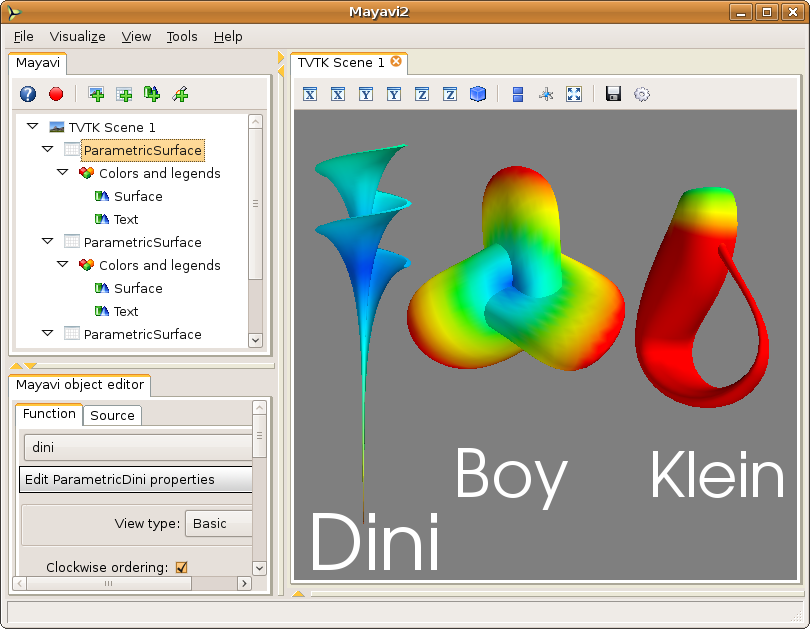 Mayavi2
File Visualize View Tools Help
Mayavi
TVTK Scene 1
ParametricSurface
Colors and legends
Surface
Text
ParametricSurface
Colors and legends
Surface
Text
ParametricSurface
Mayavi object editor
Function Source
dini
Edit ParametricDini properties
View type: Basic
Clockwise ordering:
TVTK Scene 1
X X Y Y Z Z
Boy Klein
Dini